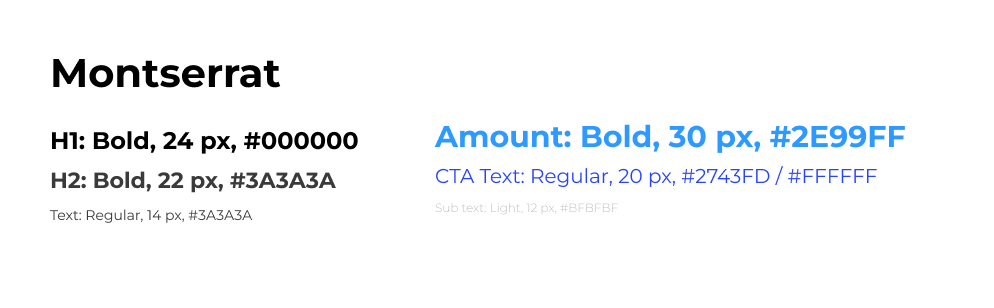 Montserrat
H1: Bold, 24 px, #000000
H2: Bold, 22 px, #3A3A3A
Text: Regular, 14 px, #3A3A3A
Amount: Bold, 30 px, #2E99FF
CTA Text: Regular, 20 px, #2743FD / #FFFFFF
Sub text: Light, 12 px, #BFBFBF